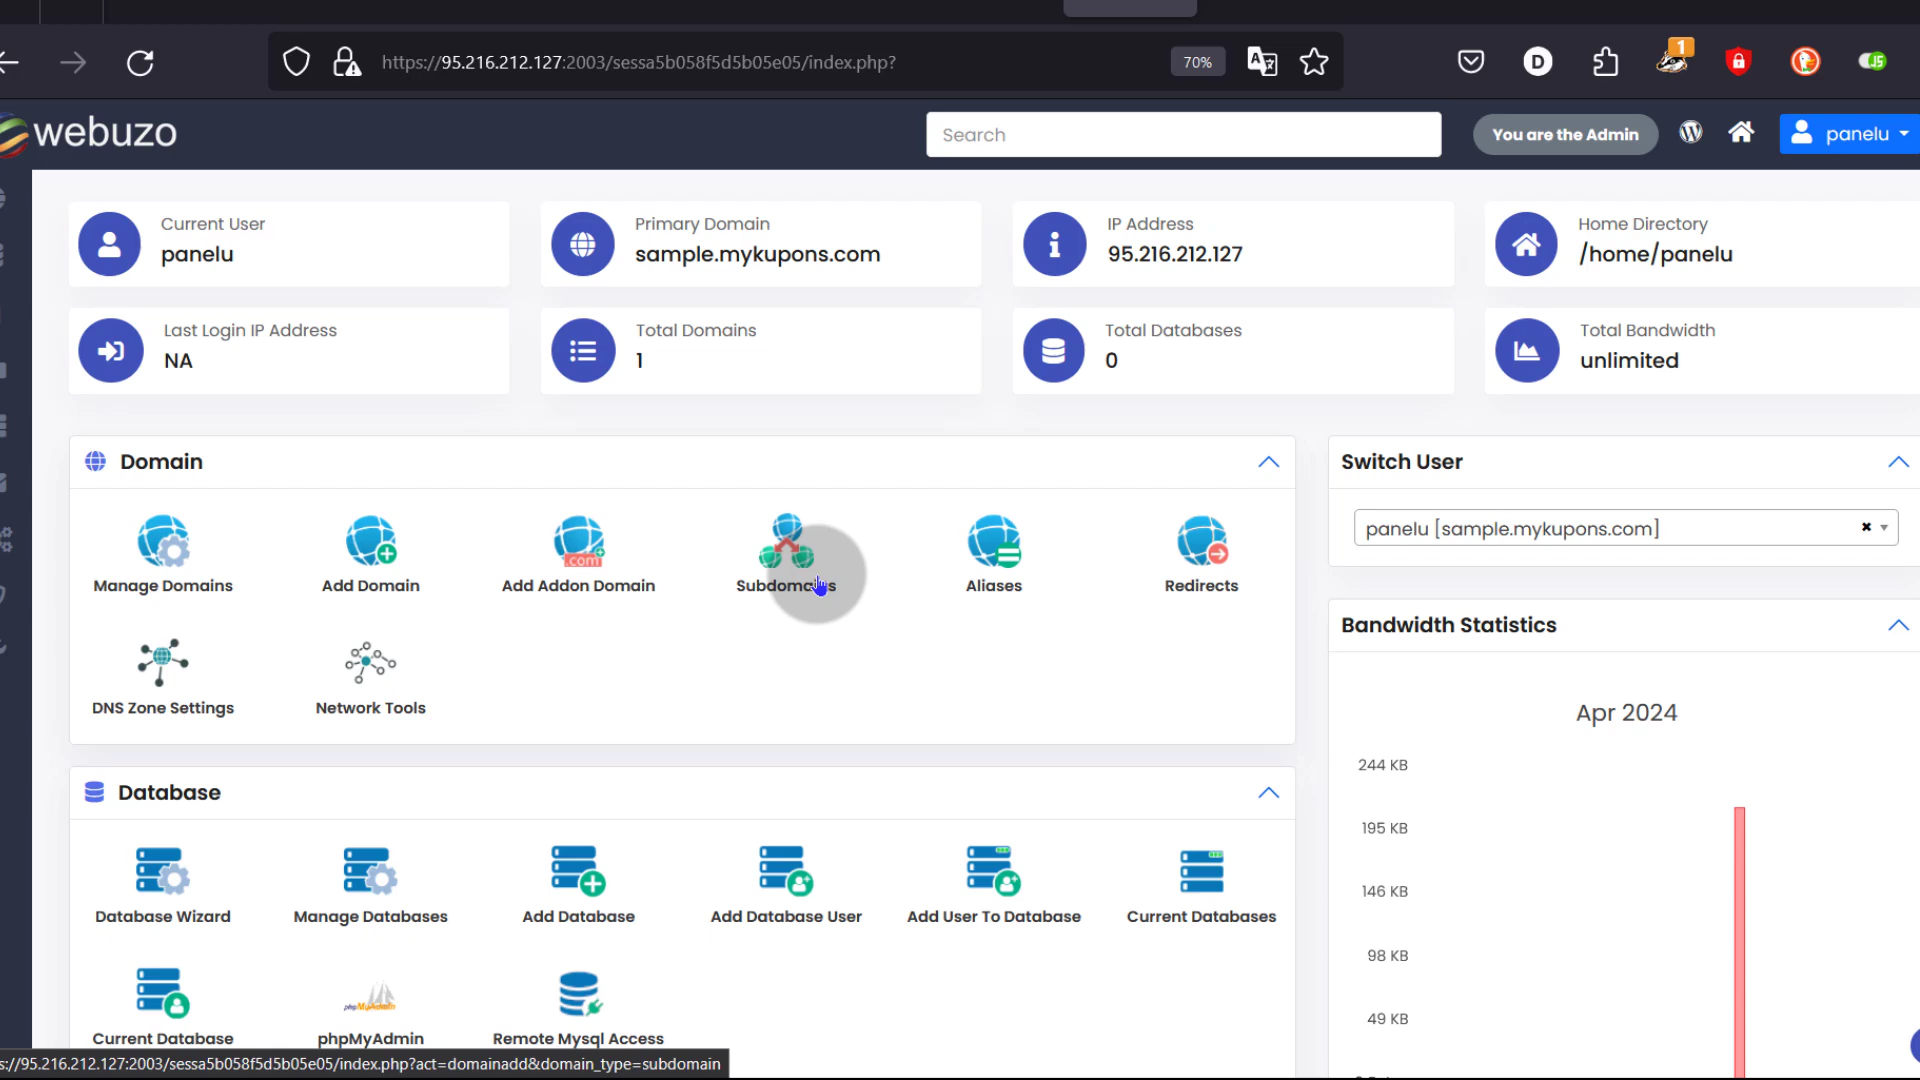 https://95.216.212.127:2003/sessa5b058f5d5b05e05/index.php?
70%
1
D
JS
webuzo
Search
You are the Admin
panelu
Current User
panelu
Primary Domain
sample.mykupons.com
IP Address
95.216.212.127
Home Directory
/home/panelu
Last Login IP Address
NA
Total Domains
1
Total Databases
0
Total Bandwidth
unlimited
Domain
Manage Domains
Add Domain
.com
Add Addon Domain
Subdomains
Aliases
Redirects
DNS Zone Settings
Network Tools
Switch User
panelu [sample.mykupons.com]
Bandwidth Statistics
Apr 2024
244 KB
195 KB
146 KB
98 KB
49 KB
Database
Database Wizard
Manage Databases
Add Database
Add Database User
Add User To Database
Current Databases
Current Database
phpMyAdmin
phpMyAdmin
Remote Mysql Access
s://95.216.212.127:2003/sessa5b058f5d5b05e05/index.php?act=domainadd&domain_type=subdomain